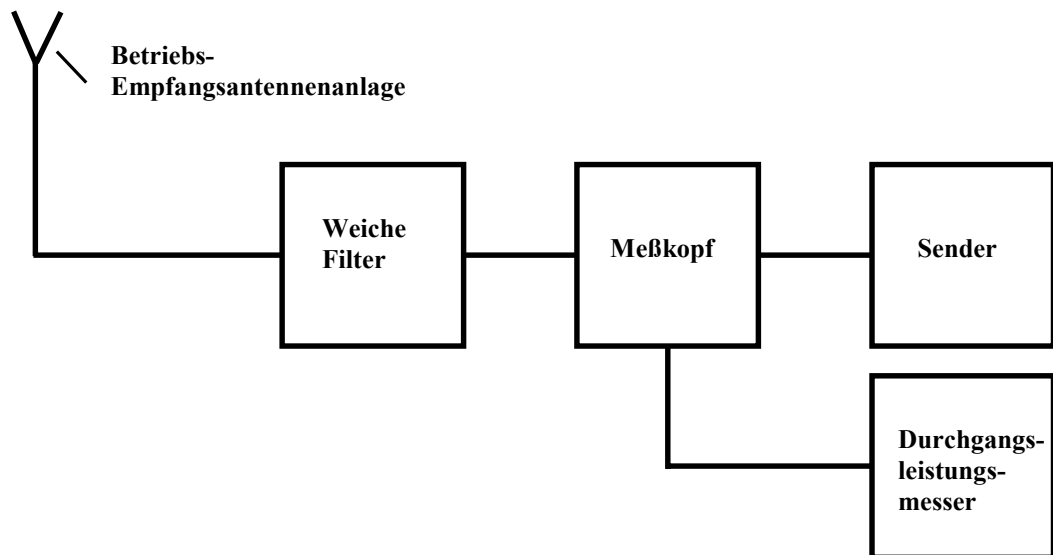 Betriebs-
Empfangsantennenanlage
Weiche
Filter
Meßkopf
Sender
Durchgangs-
leistungs-
messer